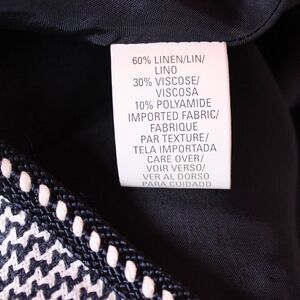 60% LINEN/LIN/
LINO
30% VISCOSE/
VISCOSA
10% POLYAMIDE
IMPORTED FABRIC/
FABRIQUE
PAR TEXTURE/
TELA IMPORTADA
CARE OVER/
VOIR VERSO/
VER AL DORSO
PARA CUIDADO